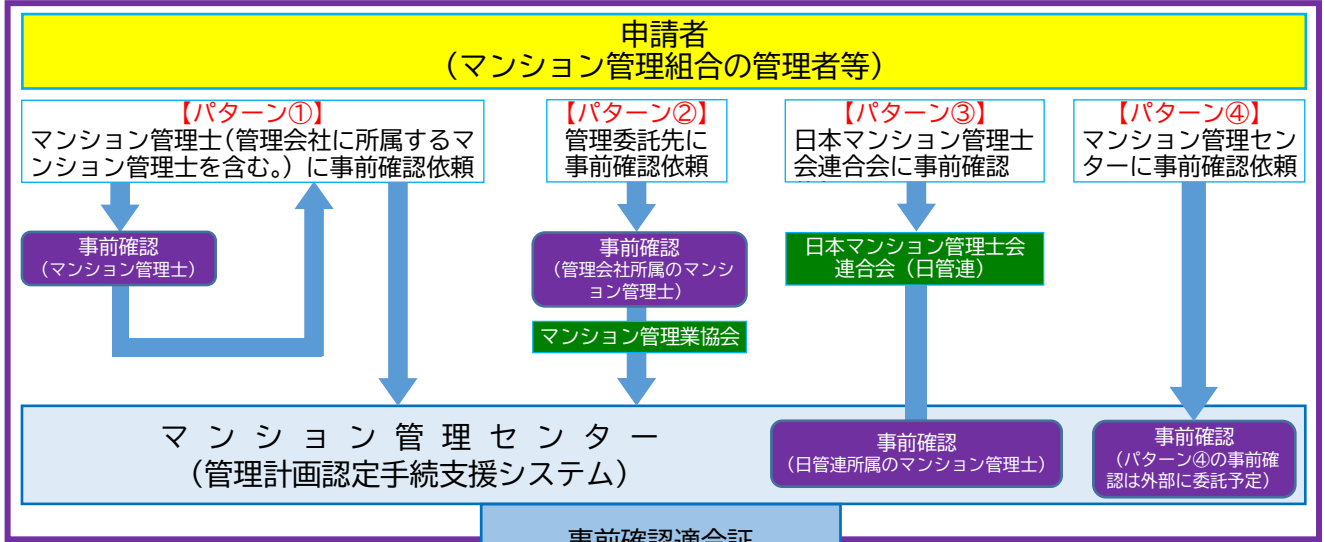 申請者
（マンション管理組合の管理者等）
【パターン①】
マンション管理士（管理会社に所属するマ
ンション管理士を含む。）に事前確認依頼
事前確認
（マンション管理士）
【パターン②】
管理委託先に
事前確認依頼
事前確認
（管理会社所属のマンシ
ョン管理士）
マンション管理業協会
【パターン③】
日本マンション管理士
会連合会に事前確認
日本マンション管理士会
連合会（日管連）
【パターン④】
マンション管理セン
ターに事前確認依頼
マンション管理センター
（管理計画認定手続支援システム）
事前確認
（日管連所属のマンション管理士）
事前確認
（パターン④の事前確
認は外部に委託予定）
事前確認適合証